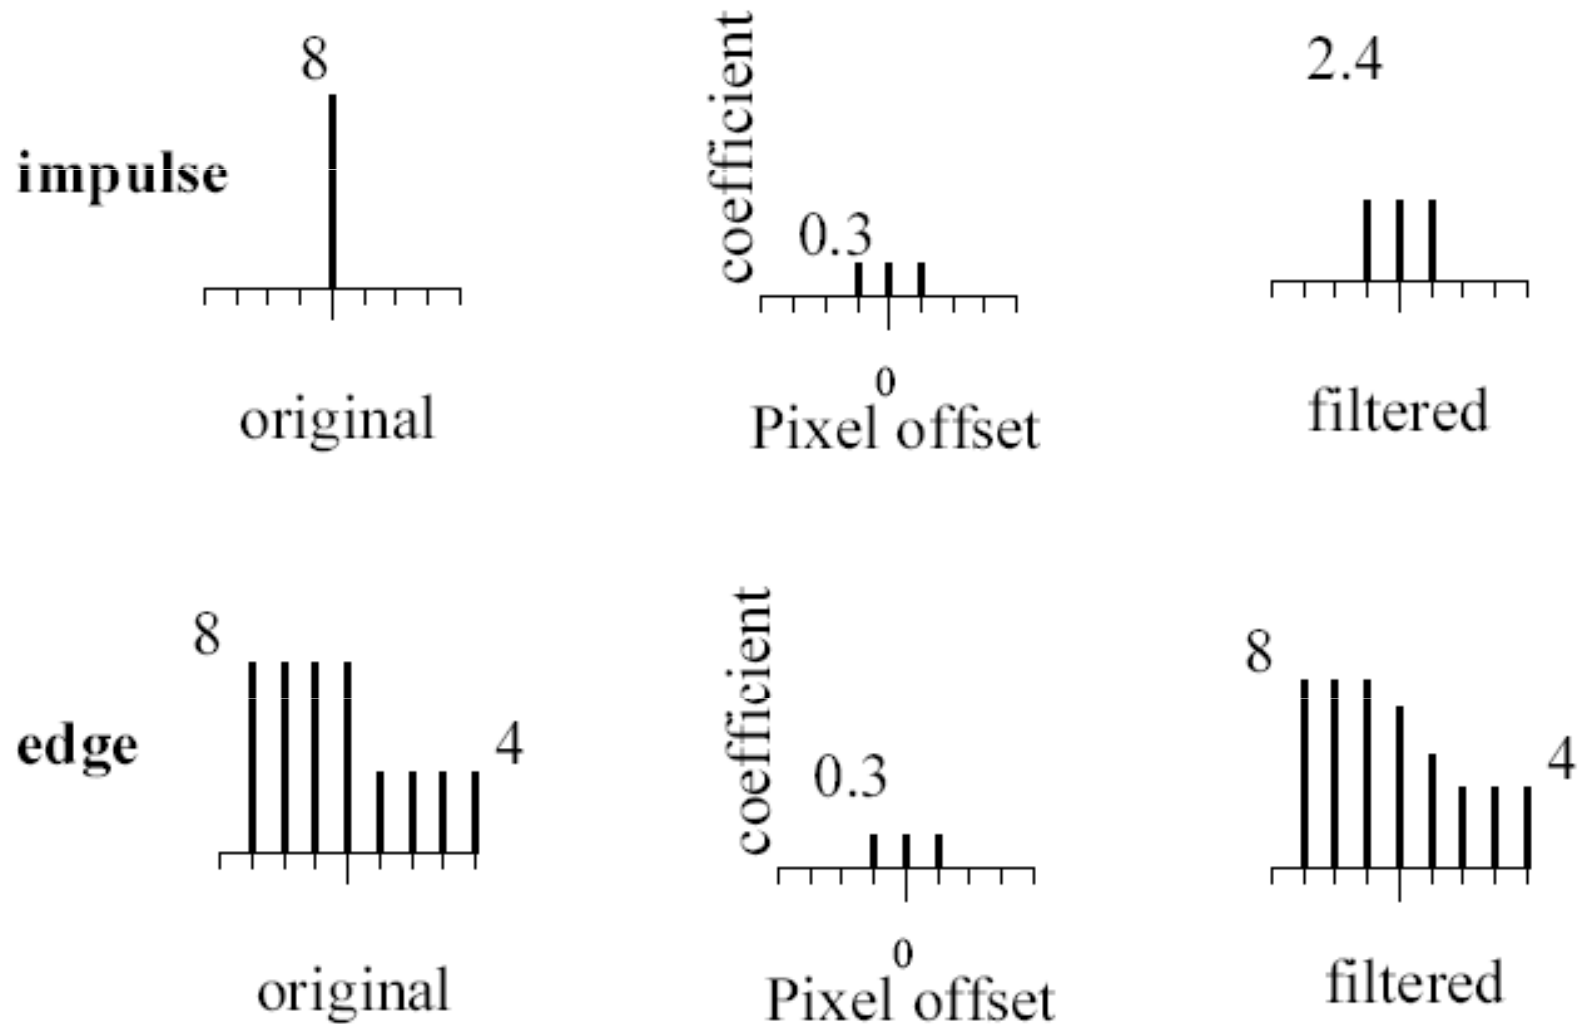 8
coefficient
2.4
impulse
0.3
0
original
Pixel offset
filtered
8
coefficient
8
edge
4
0.3
4
0
original
Pixel offset
filtered